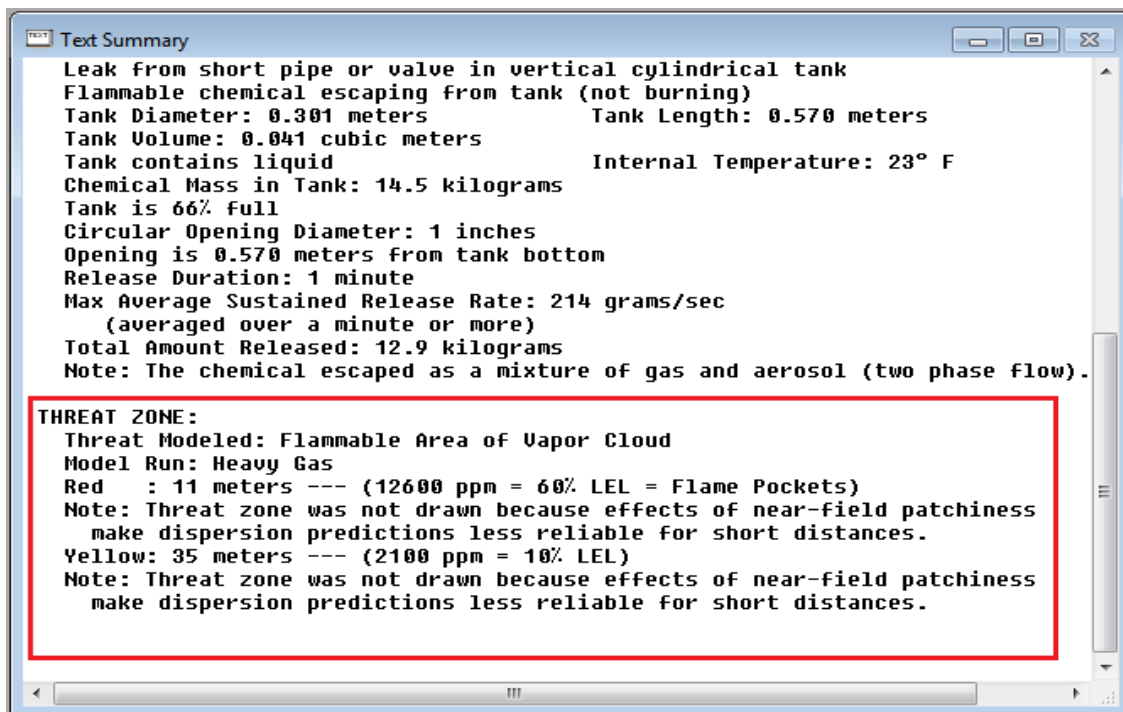 Text Summary
Leak from short pipe or valve in vertical cylindrical tank
Flammable chemical escaping from tank (not burning)
Tank Diameter: 0.301 meters Tank Length: 0.570 meters
Tank Volume: 0.041 cubic meters
Tank contains liquid Internal Temperature: 23° F
Chemical Mass in Tank: 14.5 kilograms
Tank is 66% full
Circular Opening Diameter: 1 inches
Opening is 0.570 meters from tank bottom
Release Duration: 1 minute
Max Average Sustained Release Rate: 214 grams/sec
(averaged over a minute or more)
Total Amount Released: 12.9 kilograms
Note: The chemical escaped as a mixture of gas and aerosol (two phase flow).
THREAT ZONE:
Threat Modeled: Flammable Area of Vapor Cloud
Model Run: Heavy Gas
Red : 11 meters --- (12600 ppm = 60% LEL = Flame Pockets)
Note: Threat zone was not drawn because effects of near-field patchiness
make dispersion predictions less reliable for short distances.
Yellow: 35 meters --- (2100 ppm = 10% LEL)
Note: Threat zone was not drawn because effects of near-field patchiness
make dispersion predictions less reliable for short distances.